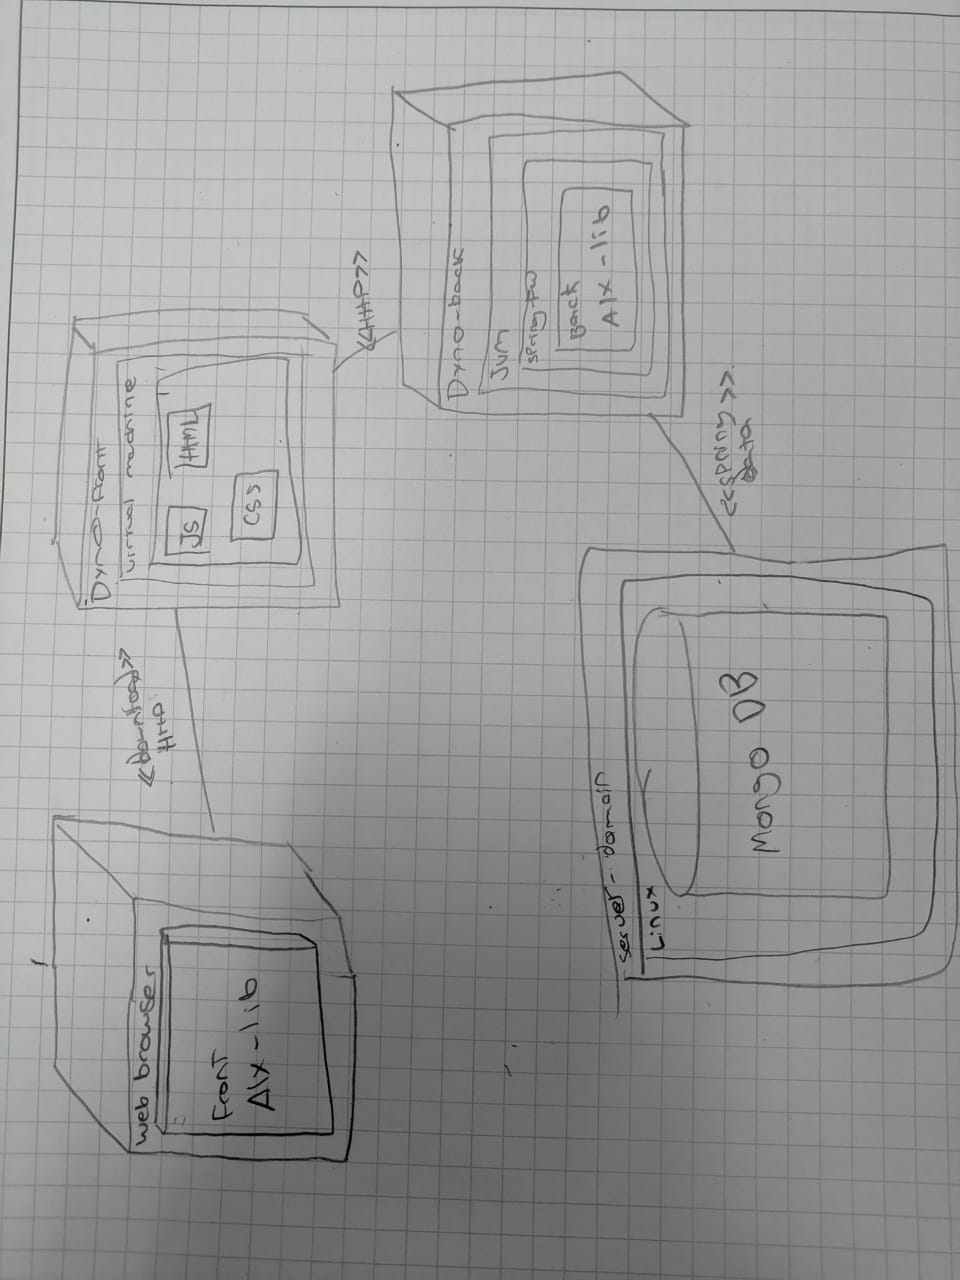 web browser
Front
Alx-lib
<<download>>
HttP
Dyno-Front
virtual machine
JS
HtML
CSS
<<HttP>>
Dyno-back
JVM
spring-Fw
Back
Alx-lib
server-domain
Linux
Mongo DB
<<spring>>
data